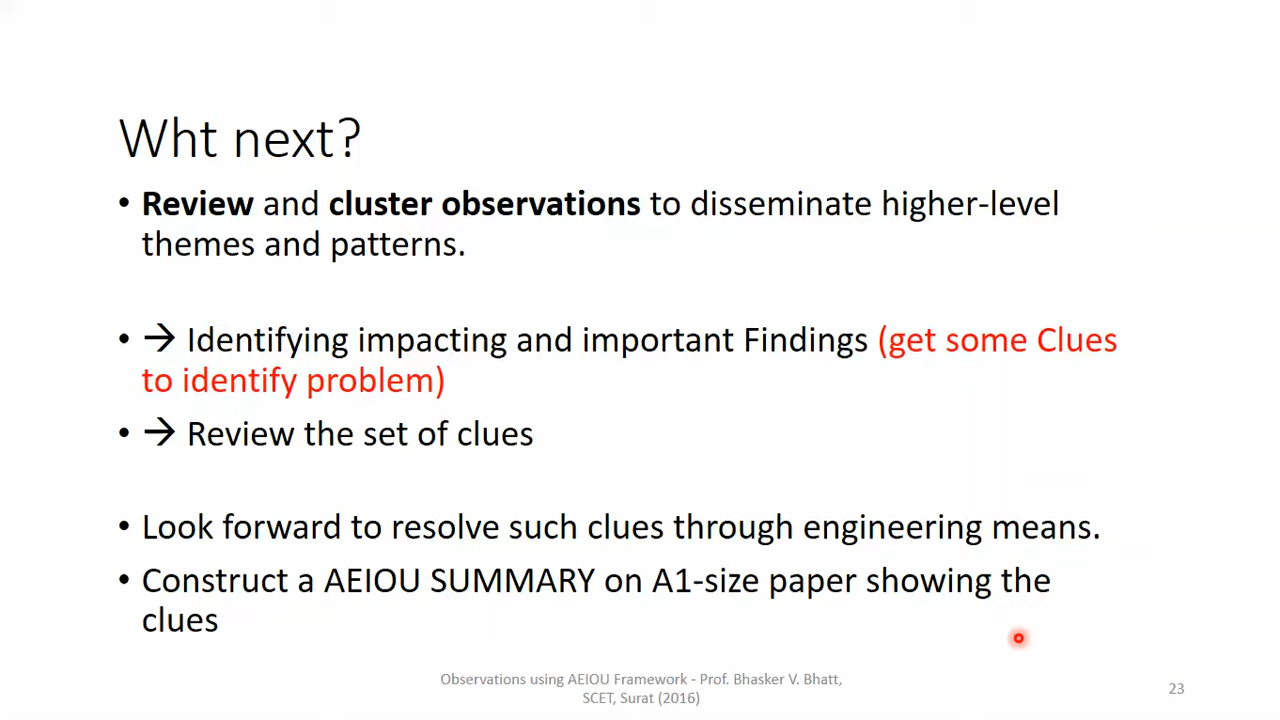 Wht next?
• Review and cluster observations to disseminate higher-level
themes and patterns.
• → Identifying impacting and important Findings (get some Clues
to identify problem)
• → Review the set of clues
• Look forward to resolve such clues through engineering means.
• Construct a AEIOU SUMMARY on A1-size paper showing the
clues
Observations using AEIOU Framework - Prof. Bhasker V. Bhatt,
SCET, Surat (2016)
23